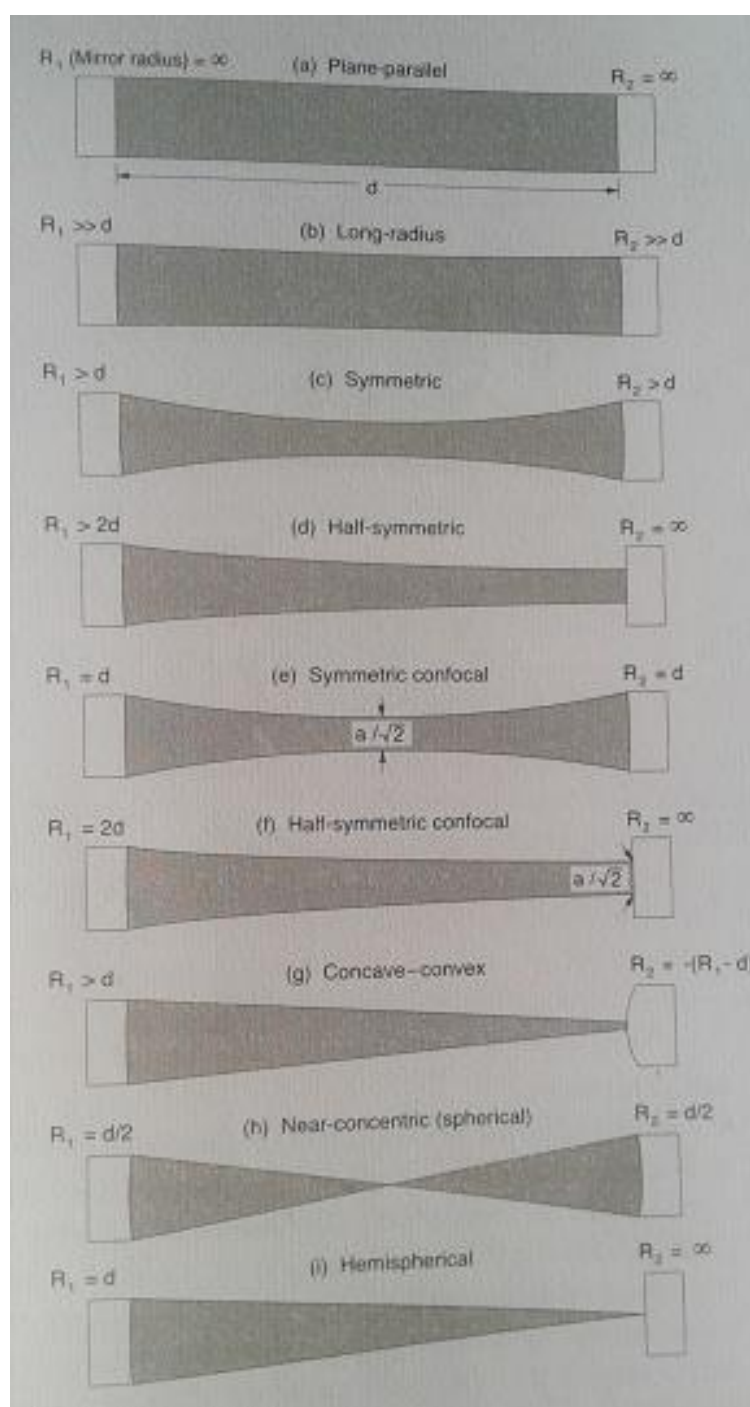 R₁ (Mirror radius) = ∞ (a) Plane-parallel R₂ = ∞
d
R₁ >> d (b) Long-radius R₂ >> d
R₁ > d (c) Symmetric R₂ > d
R₁ > 2d (d) Half-symmetric R₂ = ∞
R₁ = d (e) Symmetric confocal R₂ = d
a/√2
R₁ = 2d (f) Half-symmetric confocal R₂ = ∞
a/√2
R₁ > d (g) Concave–convex R₂ = -(R₁ - d)
R₁ = d/2 (h) Near-concentric (spherical) R₂ = d/2
R₁ = d (i) Hemispherical R₂ = ∞